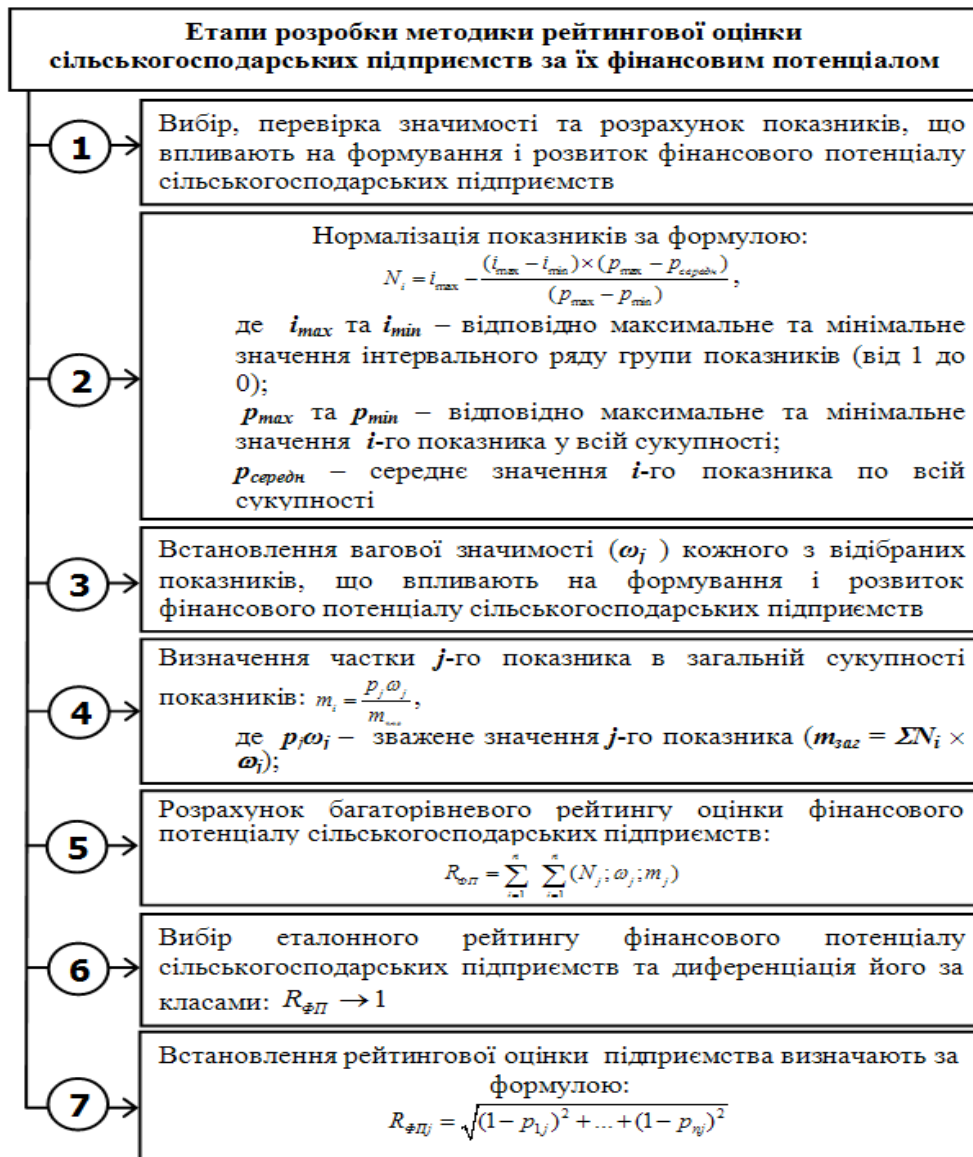 Етапи розробки методики рейтингової оцінки
сільськогосподарських підприємств за їх фінансовим потенціалом
1
Вибір, перевірка значимості та розрахунок показників, що
впливають на формування і розвиток фінансового потенціалу
сільськогосподарських підприємств
2
Нормалізація показників за формулою:
N_i = i_max − (i_max − i_min) × (p_max − p_середн) / (p_max − p_min) ,
де i_max та i_min – відповідно максимальне та мінімальне
значення інтервального ряду групи показників (від 1 до
0);
p_max та p_min – відповідно максимальне та мінімальне
значення i-го показника у всій сукупності;
p_середн – середнє значення i-го показника по всій
сукупності
3
Встановлення вагової значимості (ω_j ) кожного з відібраних
показників, що впливають на формування і розвиток
фінансового потенціалу сільськогосподарських підприємств
4
Визначення частки j-го показника в загальній сукупності
показників: m_i = p_j ω_j / m ,
де p_jω_j – зважене значення j-го показника (m_заг = ΣN_i ×
ω_j);
5
Розрахунок багаторівневого рейтингу оцінки фінансового
потенціалу сільськогосподарських підприємств:
R_ФП = Σ Σ (N_j ; ω_j ; m_j)
6
Вибір еталонного рейтингу фінансового потенціалу
сільськогосподарських підприємств та диференціація його за
класами: R_ФП → 1
7
Встановлення рейтингової оцінки підприємства визначають за
формулою:
R_ФПj = √((1 − p_1j)² + ... + (1 − p_nj)²)